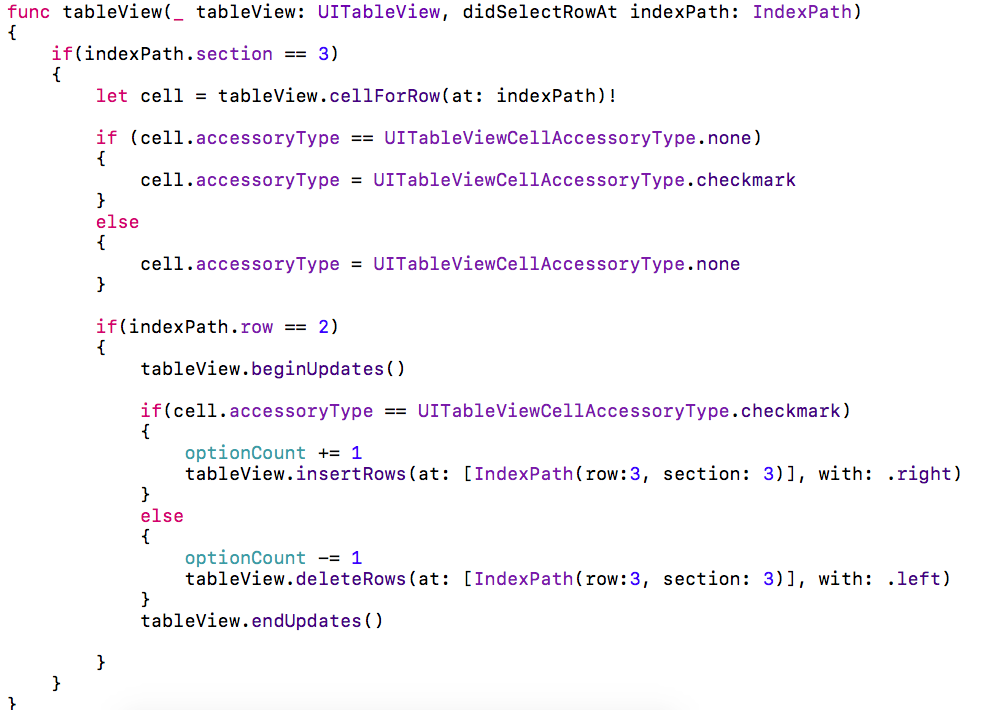 func tableView(_ tableView: UITableView, didSelectRowAt indexPath: IndexPath)
{
    if(indexPath.section == 3)
    {
        let cell = tableView.cellForRow(at: indexPath)!
        if (cell.accessoryType == UITableViewCellAccessoryType.none)
        {
            cell.accessoryType = UITableViewCellAccessoryType.checkmark
        }
        else
        {
            cell.accessoryType = UITableViewCellAccessoryType.none
        }
        if(indexPath.row == 2)
        {
            tableView.beginUpdates()
            if(cell.accessoryType == UITableViewCellAccessoryType.checkmark)
            {
                optionCount += 1
                tableView.insertRows(at: [IndexPath(row:3, section: 3)], with: .right)
            }
            else
            {
                optionCount -= 1
                tableView.deleteRows(at: [IndexPath(row:3, section: 3)], with: .left)
            }
            tableView.endUpdates()
        }
    }
}